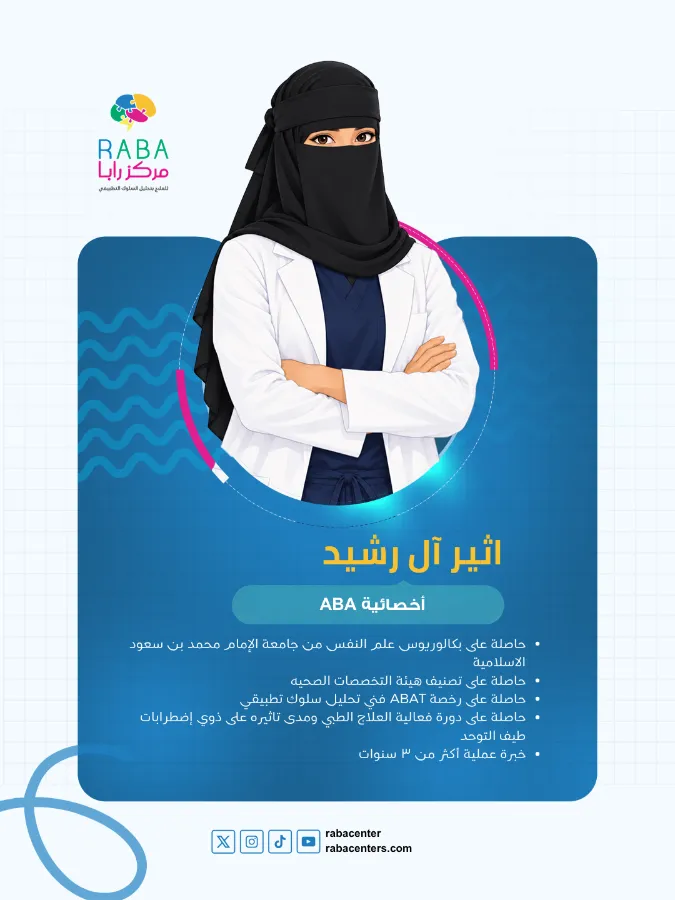 RABA
مركز رابا
للعلاج بتحليل السلوك التطبيقي
اثير آل رشيد
أخصائية ABA
• حاصلة على بكالوريوس علم النفس من جامعة الإمام محمد بن سعود
الاسلامية
• حاصلة على تصنيف هيئة التخصصات الصحيه
• حاصلة على رخصة ABAT فني تحليل سلوك تطبيقي
• حاصلة على دورة فعالية العلاج الطبي ومدى تاثيره على ذوي إضطرابات
طيف التوحد
• خبرة عملية أكثر من ٣ سنوات
rabacenter
rabacenters.com